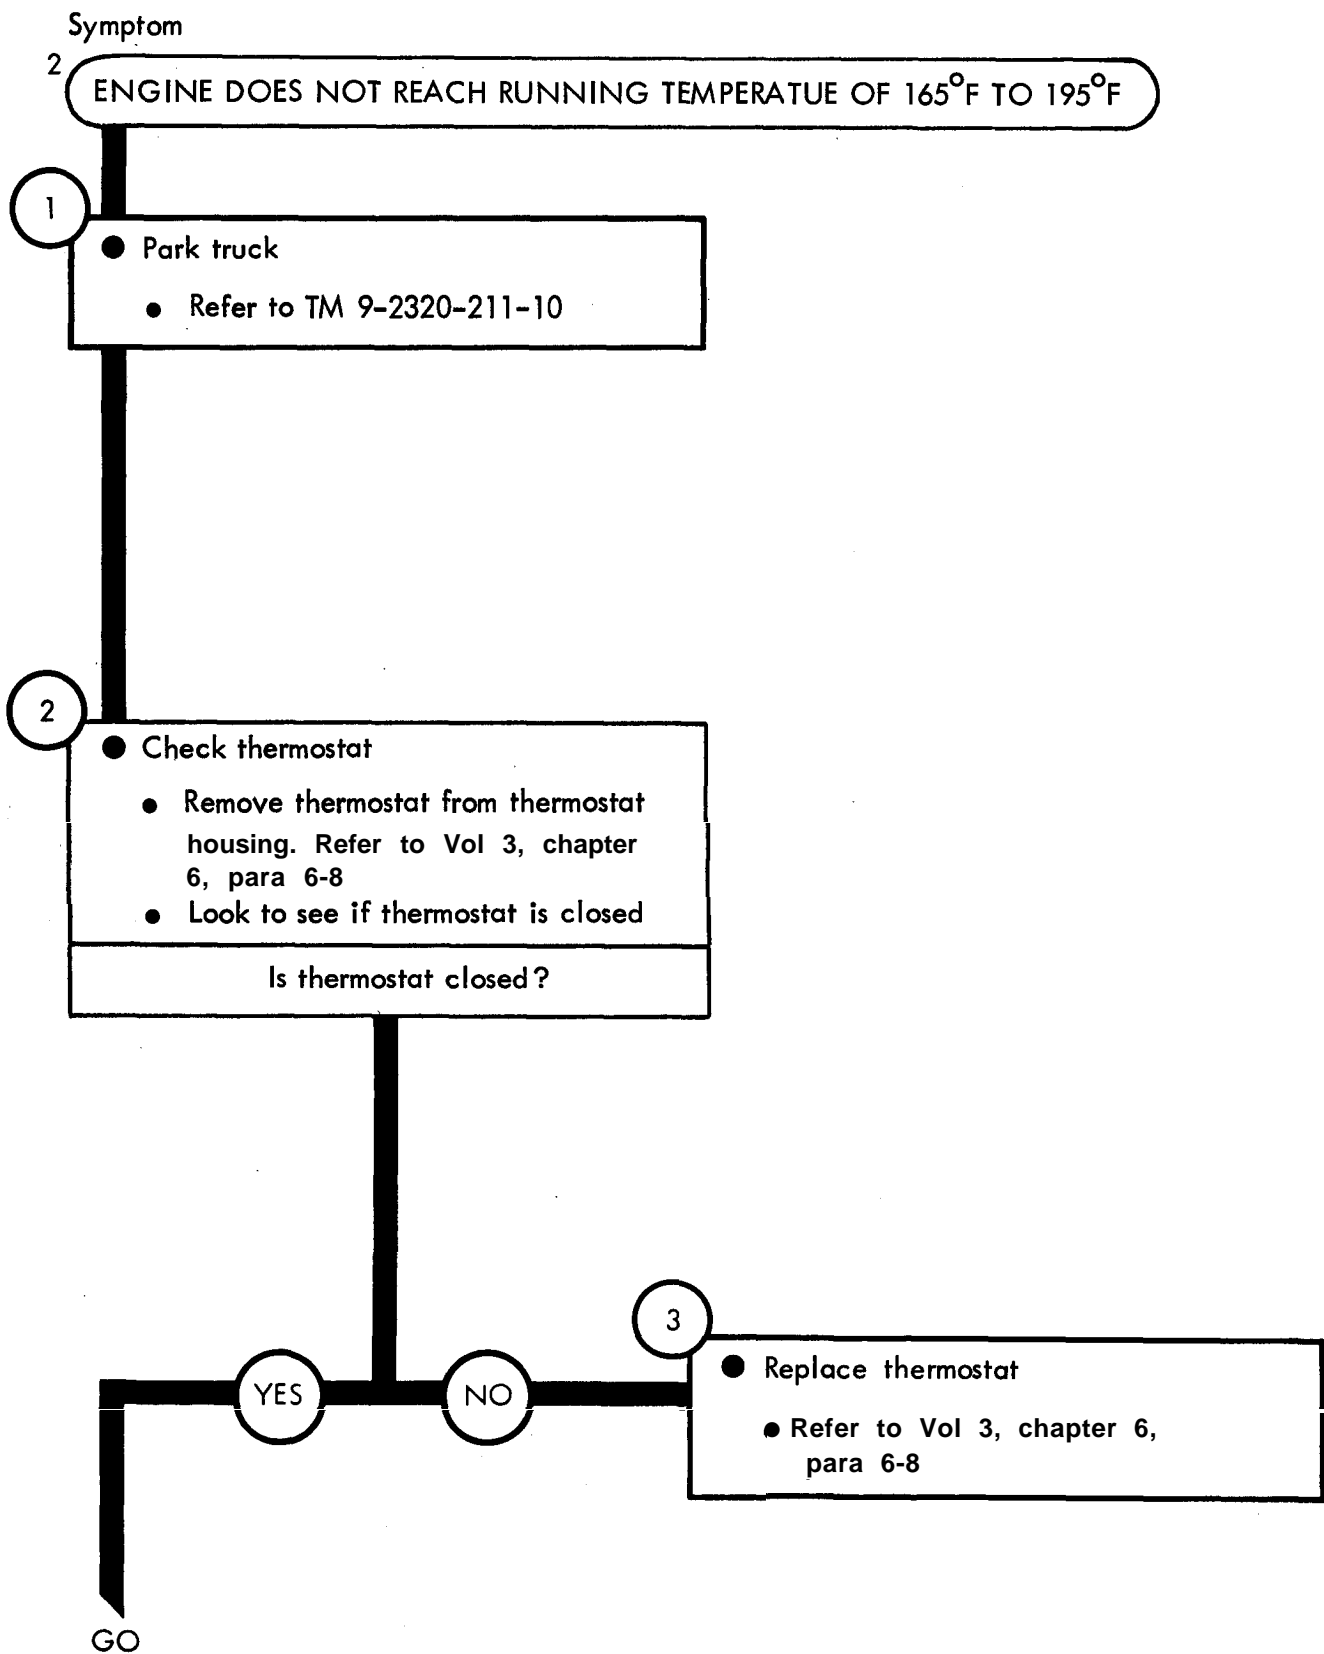 Symptom
2
ENGINE DOES NOT REACH RUNNING TEMPERATUE OF 165°F TO 195°F
1
● Park truck
● Refer to TM 9-2320-211-10
2
● Check thermostat
● Remove thermostat from thermostat
housing. Refer to Vol 3, chapter
6, para 6-8
● Look to see if thermostat is closed
Is thermostat closed?
3
● Replace thermostat
YES
NO
● Refer to Vol 3, chapter 6,
para 6-8
GO